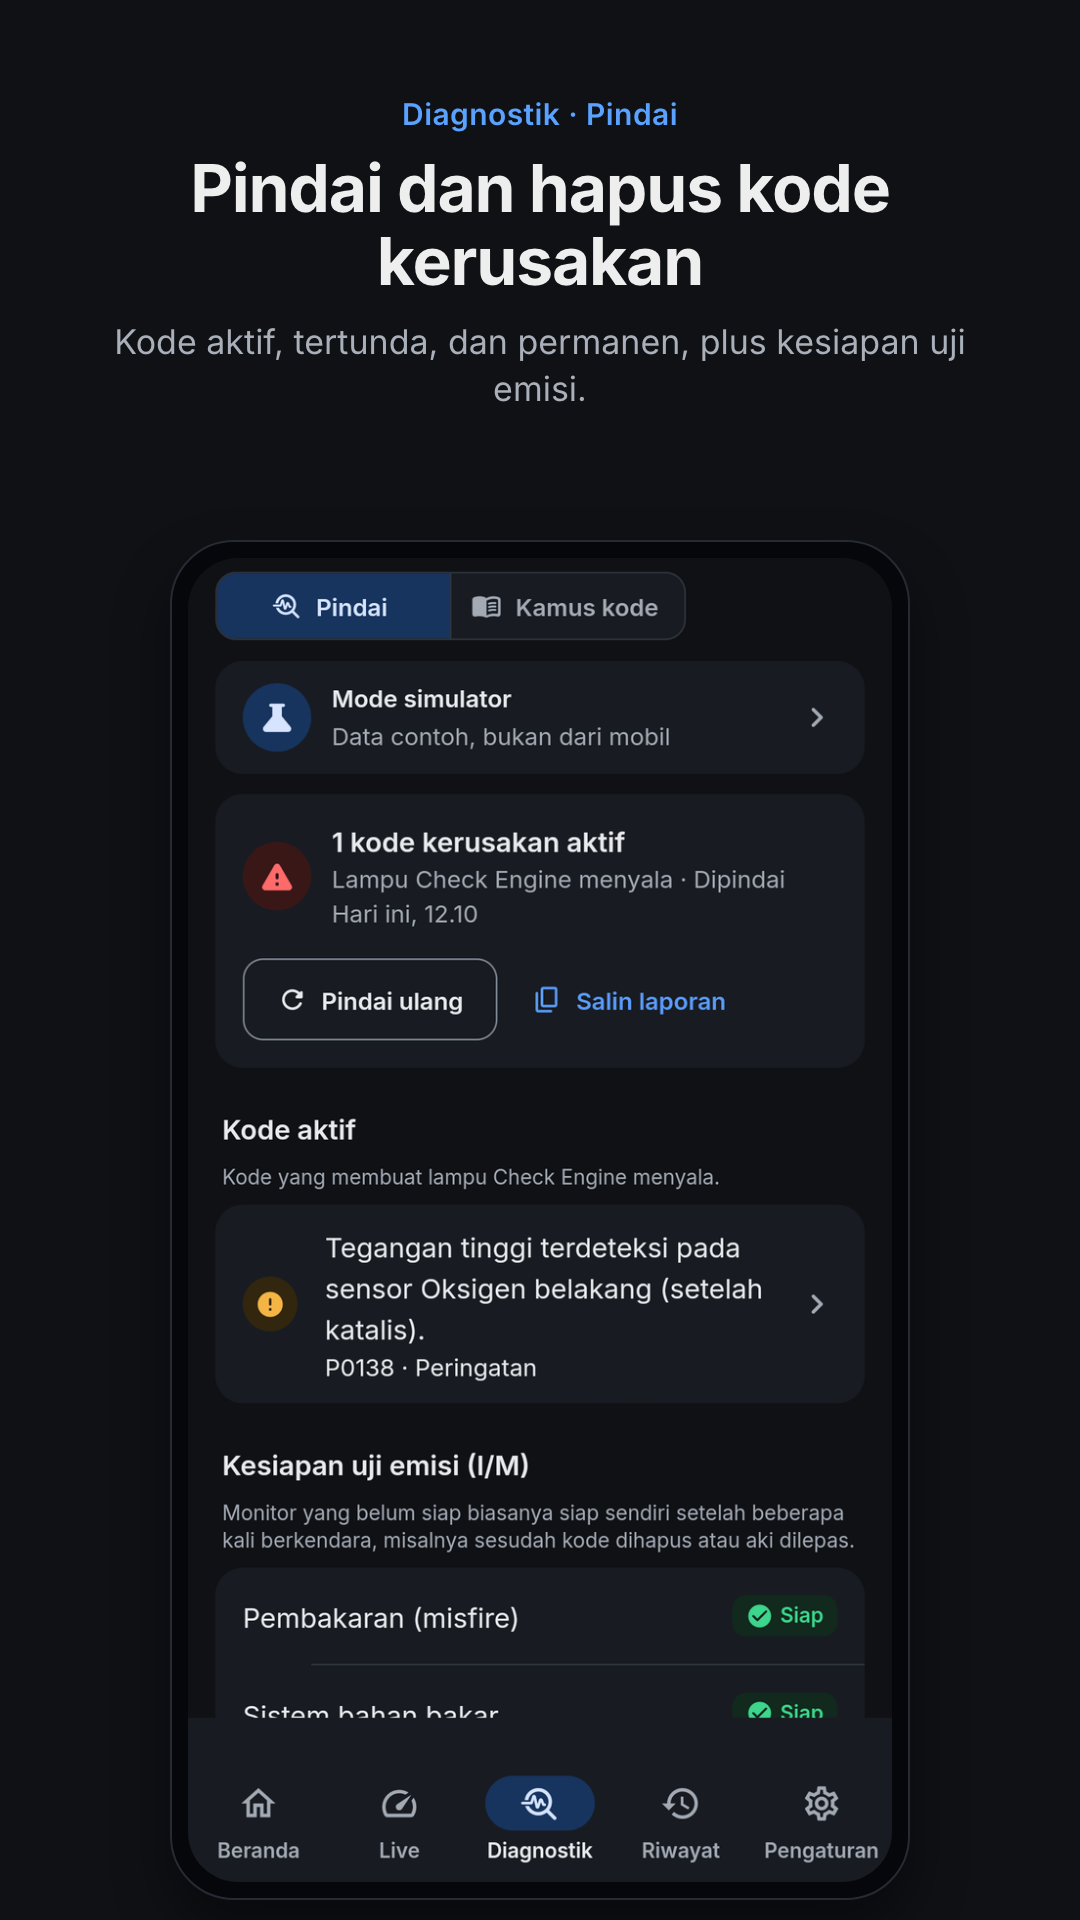 Diagnostik · Pindai
Pindai dan hapus kode
kerusakan
Kode aktif, tertunda, dan permanen, plus kesiapan uji
emisi.
Pindai
Kamus kode
Mode simulator
Data contoh, bukan dari mobil
1 kode kerusakan aktif
Lampu Check Engine menyala · Dipindai
Hari ini, 12.10
Pindai ulang
Salin laporan
Kode aktif
Kode yang membuat lampu Check Engine menyala.
Tegangan tinggi terdeteksi pada
sensor Oksigen belakang (setelah
katalis).
P0138 · Peringatan
Kesiapan uji emisi (I/M)
Monitor yang belum siap biasanya siap sendiri setelah beberapa
kali berkendara, misalnya sesudah kode dihapus atau aki dilepas.
Pembakaran (misfire)
Siap
Sistem bahan bakar
Siap
Beranda
Live
Diagnostik
Riwayat
Pengaturan